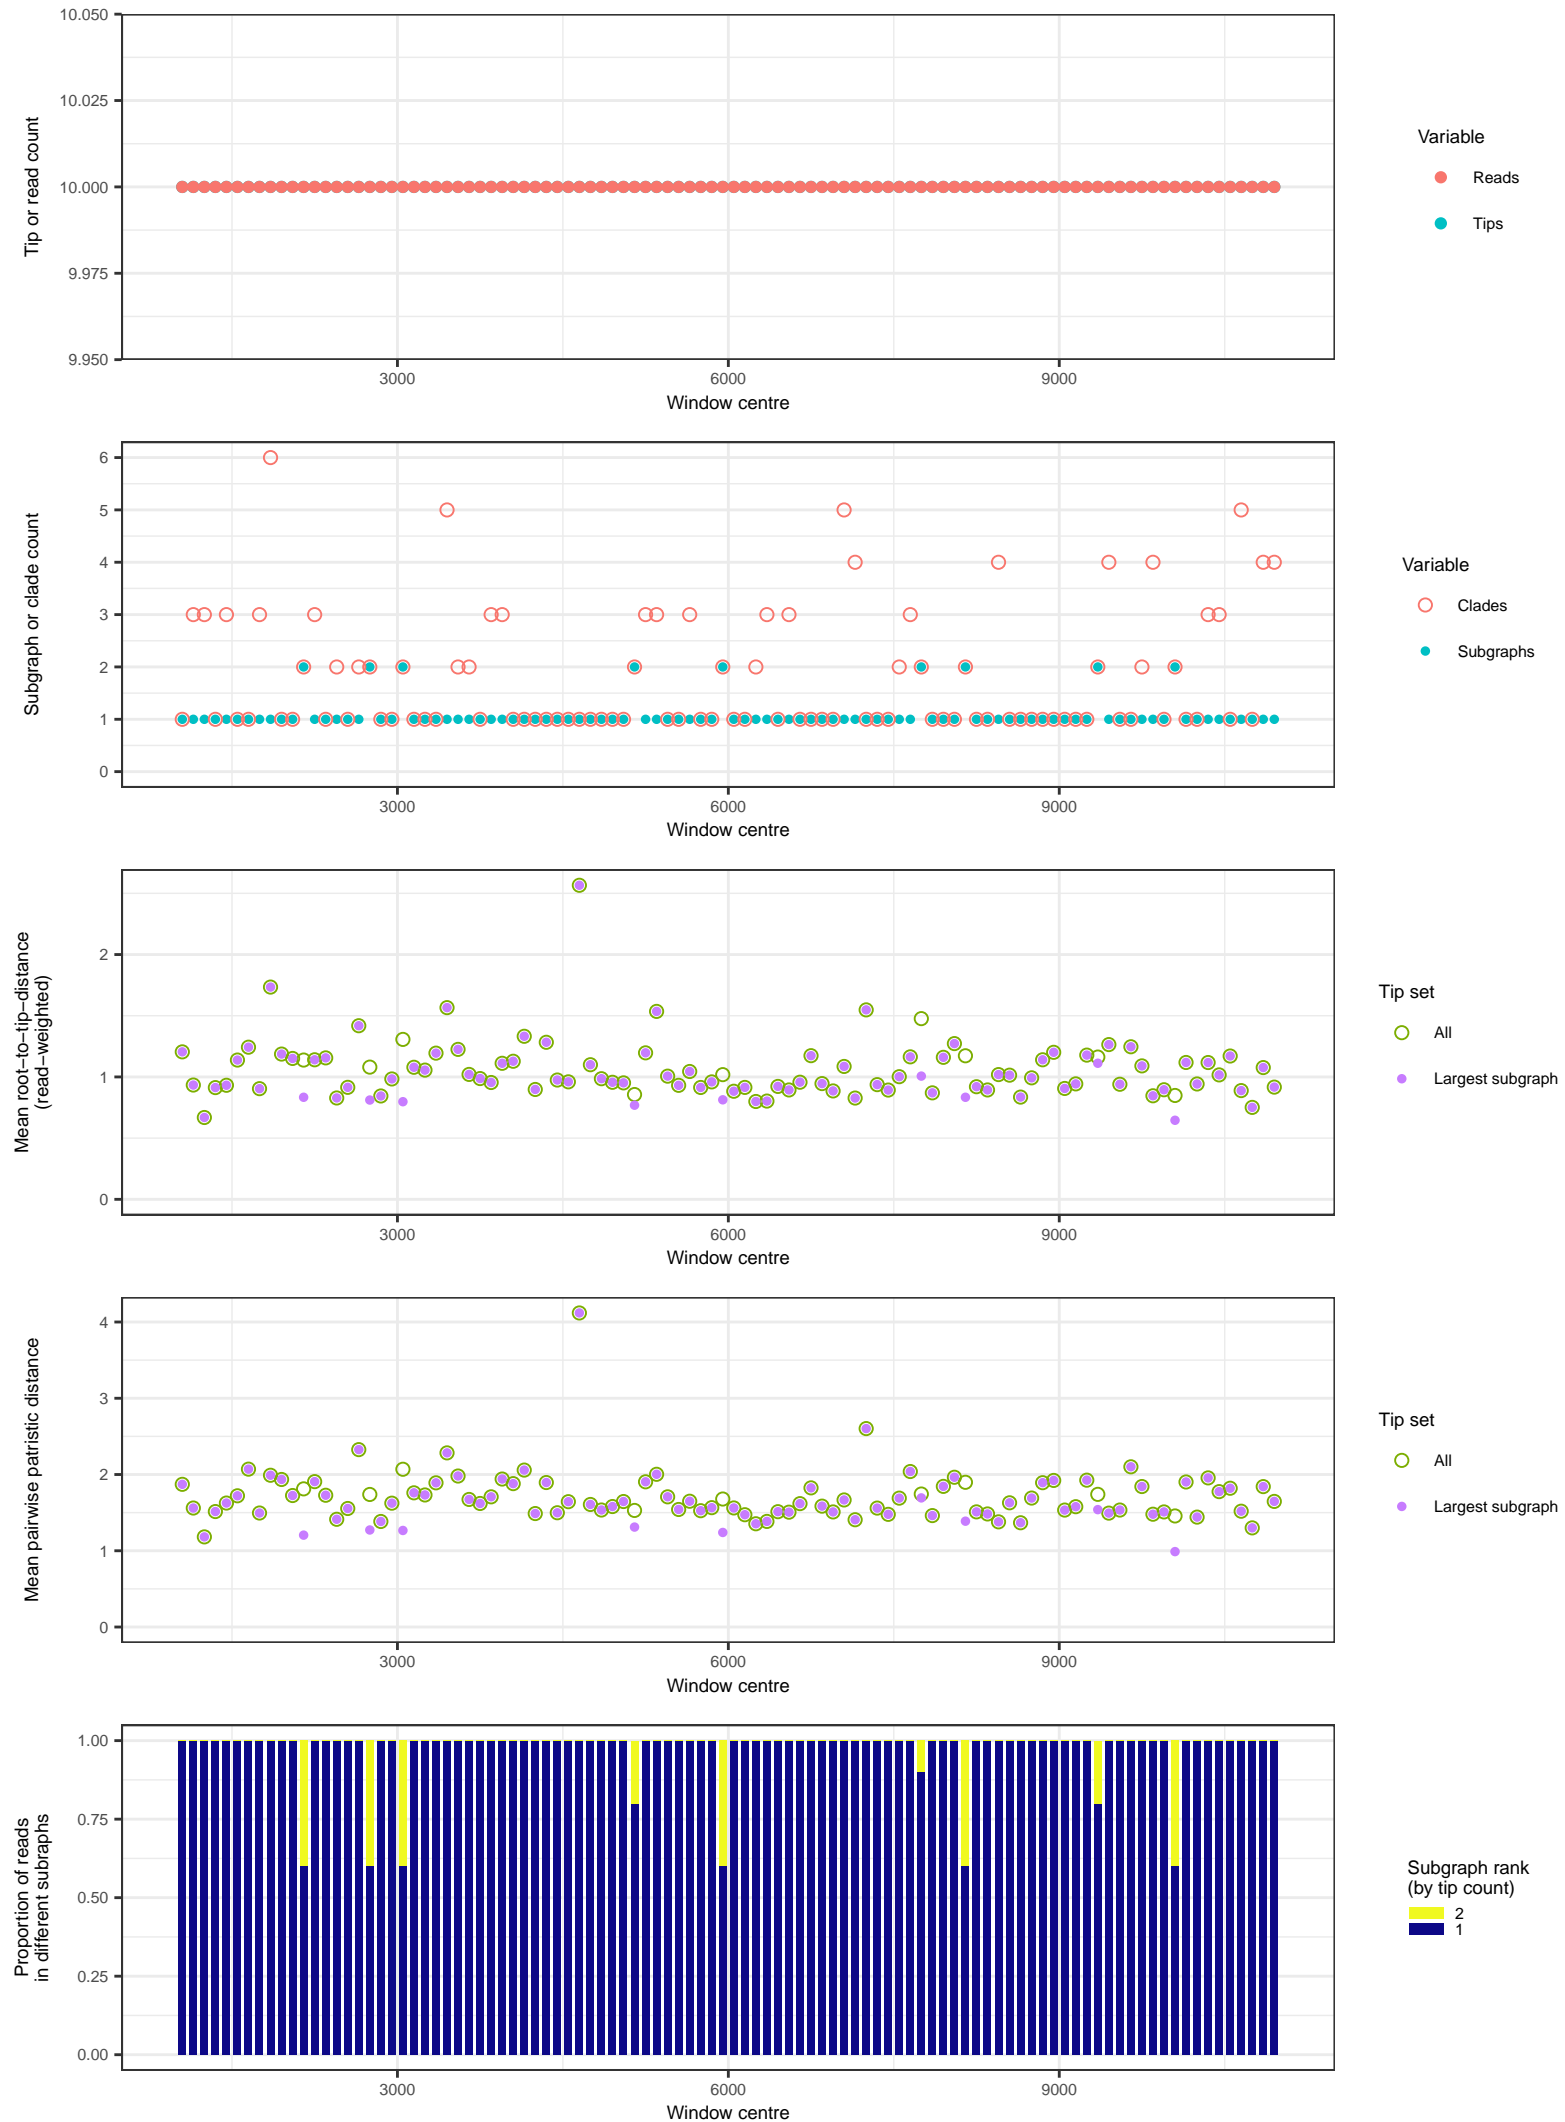 10.050
10.025
10.000
9.975
9.950
Tip or read count
3000
6000
9000
Window centre
Variable
Reads
Tips
6
5
4
3
2
1
0
Subgraph or clade count
3000
6000
9000
Window centre
Variable
Clades
Subgraphs
2
1
0
Mean root−to−tip−distance
(read−weighted)
3000
6000
9000
Window centre
Tip set
All
Largest subgraph
4
3
2
1
0
Mean pairwise patristic distance
3000
6000
9000
Window centre
Tip set
All
Largest subgraph
1.00
0.75
0.50
0.25
0.00
Proportion of reads
in different subraphs
3000
6000
9000
Window centre
Subgraph rank
(by tip count)
2
1